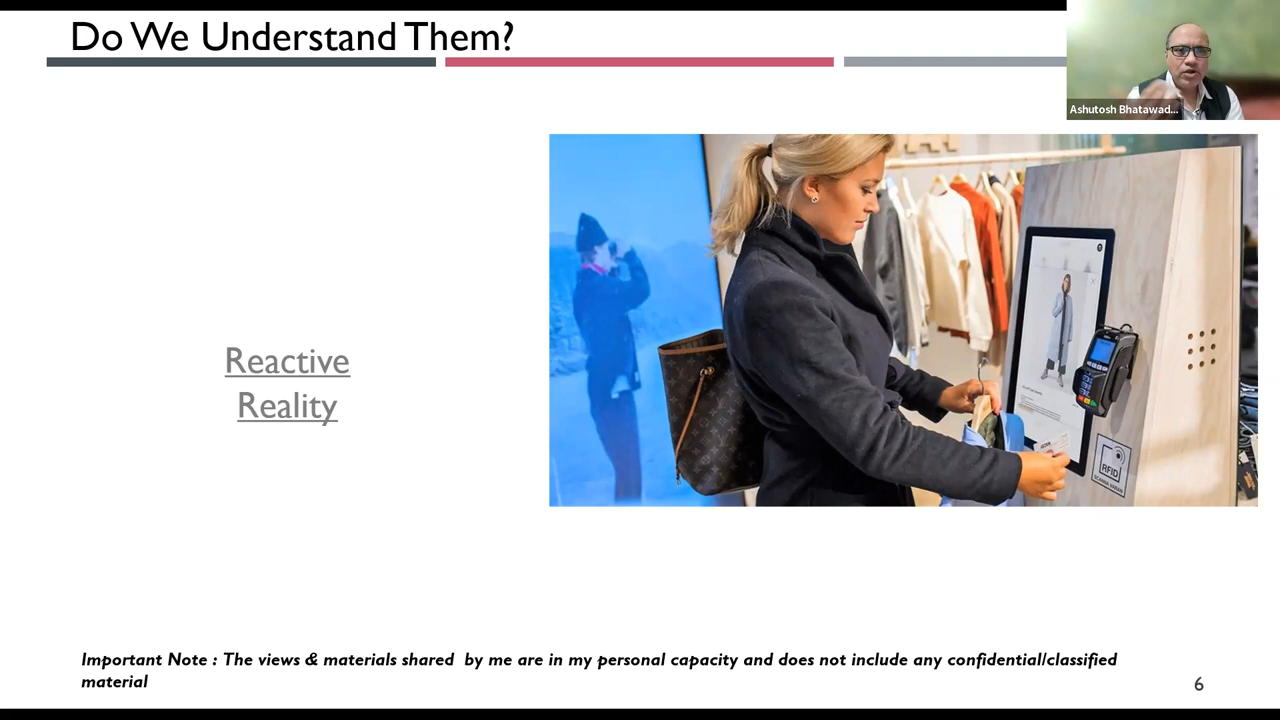 Do We Understand Them?
Ashutosh Bhatawad...
Reactive
Reality
RFID
Important Note : The views & materials shared  by me are in my personal capacity and does not include any confidential/classified
material
6